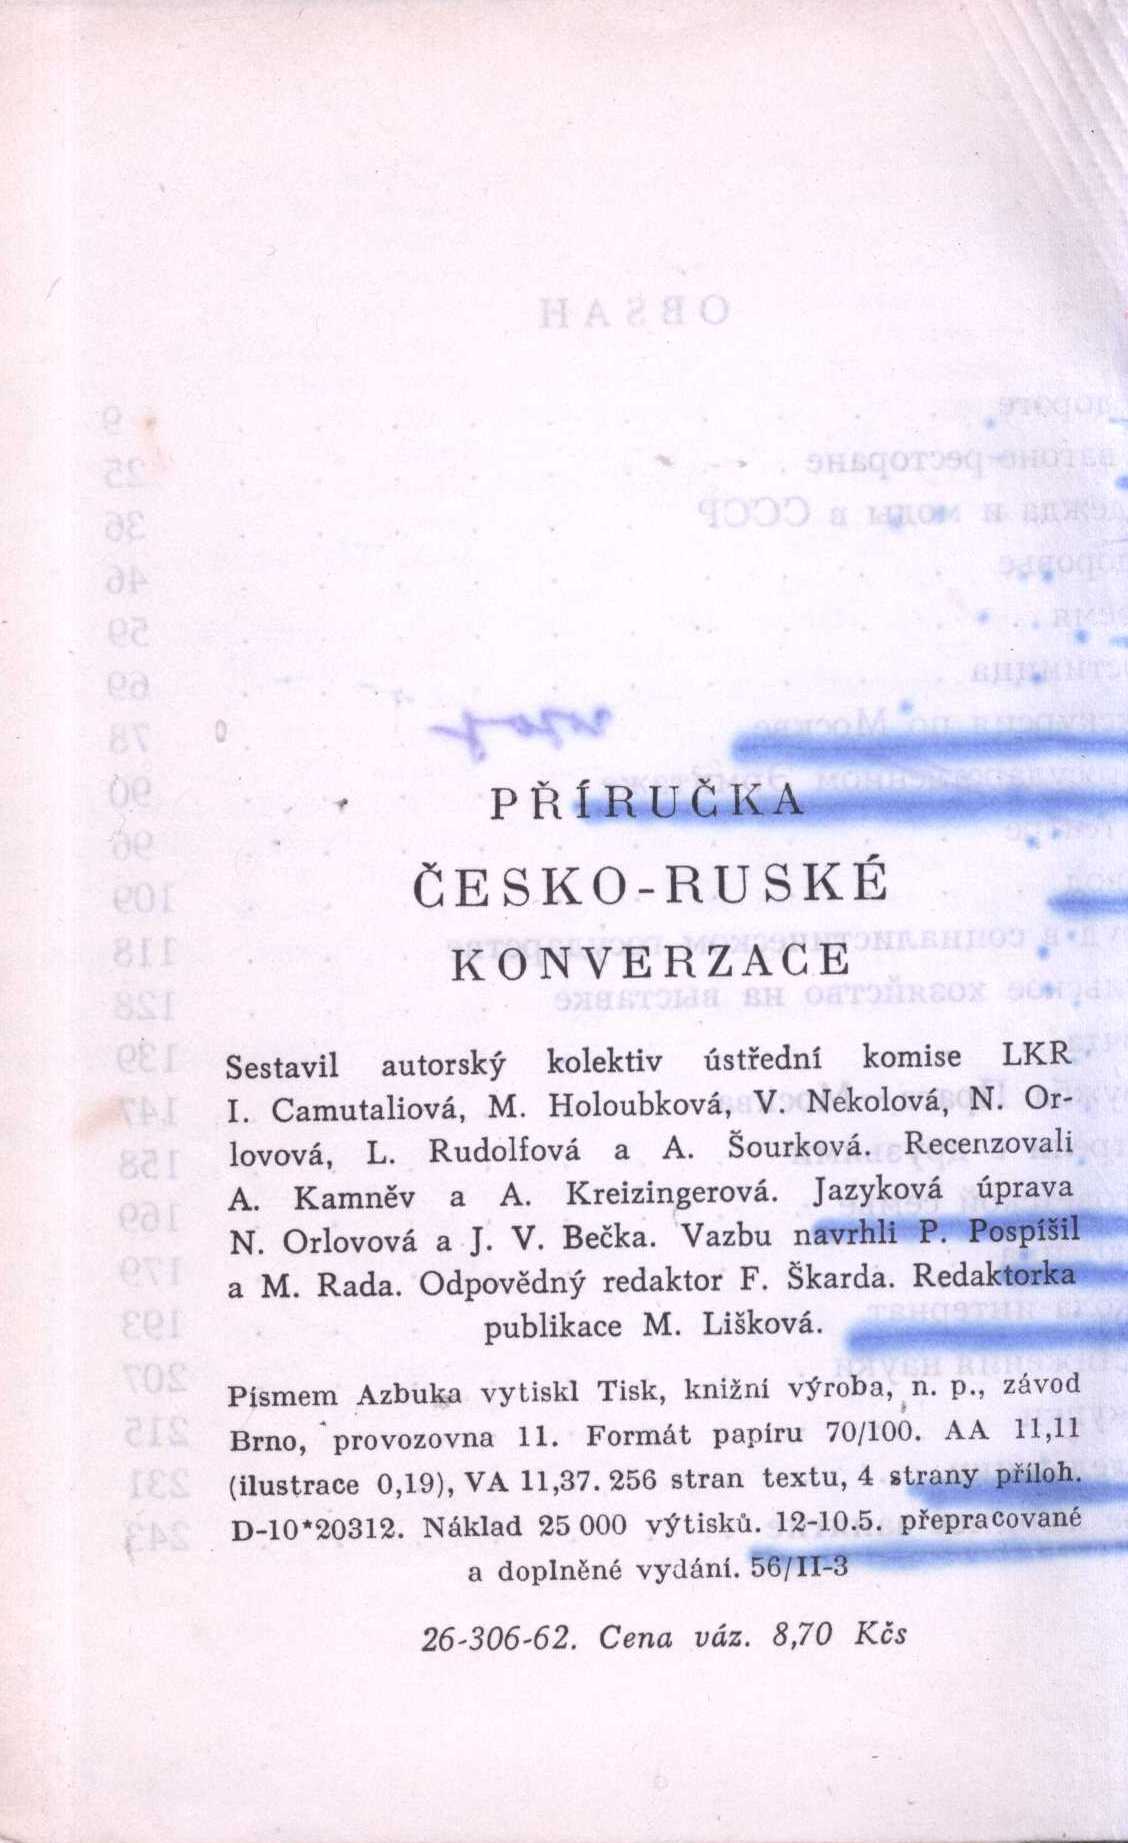 PŘÍRUČKA
ČESKO-RUSKÉ
KONVERZACE
Sestavil autorský kolektiv ústřední komise LKR
I. Camutaliová, M. Holoubková, V. Nekolová, N. Or-
lovová, L. Rudolfová a A. Šourková. Recenzovali
A. Kamněv a A. Kreizingerová. Jazyková úprava
N. Orlovová a J. V. Bečka. Vazbu navrhli P. Pospíšil
a M. Rada. Odpovědný redaktor F. Škarda. Redaktorka
publikace M. Lišková.
Písmem Azbuka vytiskl Tisk, knižní výroba, n. p., závod
Brno, provozovna 11. Formát papíru 70/100. AA 11,11
(ilustrace 0,19), VA 11,37. 256 stran textu, 4 strany příloh.
D-10*20312. Náklad 25 000 výtisků. 12-10.5. přepracované
a doplněné vydání. 56/II-3
26-306-62. Cena váz. 8,70 Kčs